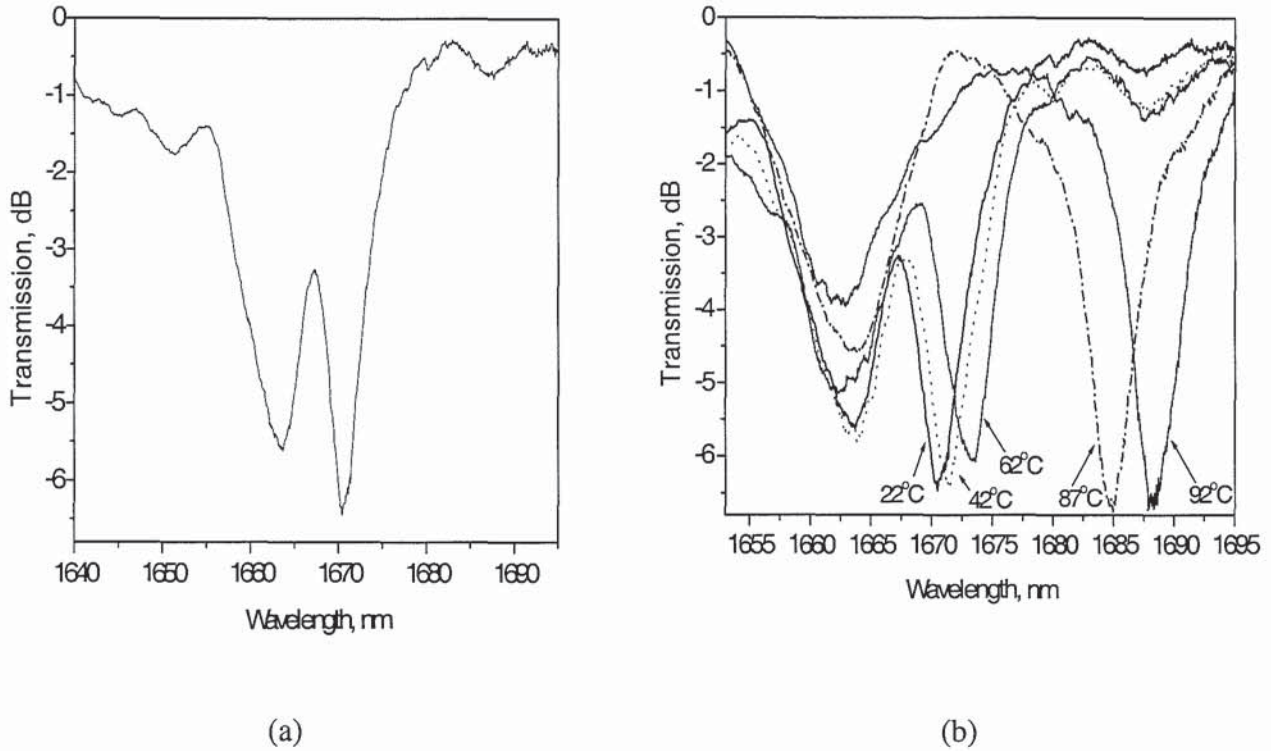 0
-1
-2
-3
-4
-5
-6
Transmission, dB
1640 1650 1660 1670 1680 1690
Wavelength, nm
(a)
0
-1
-2
-3
-4
-5
-6
Transmission, dB
22°C
42°C
62°C
87°C
92°C
1655 1660 1665 1670 1675 1680 1685 1690 1695
Wavelength, nm
(b)